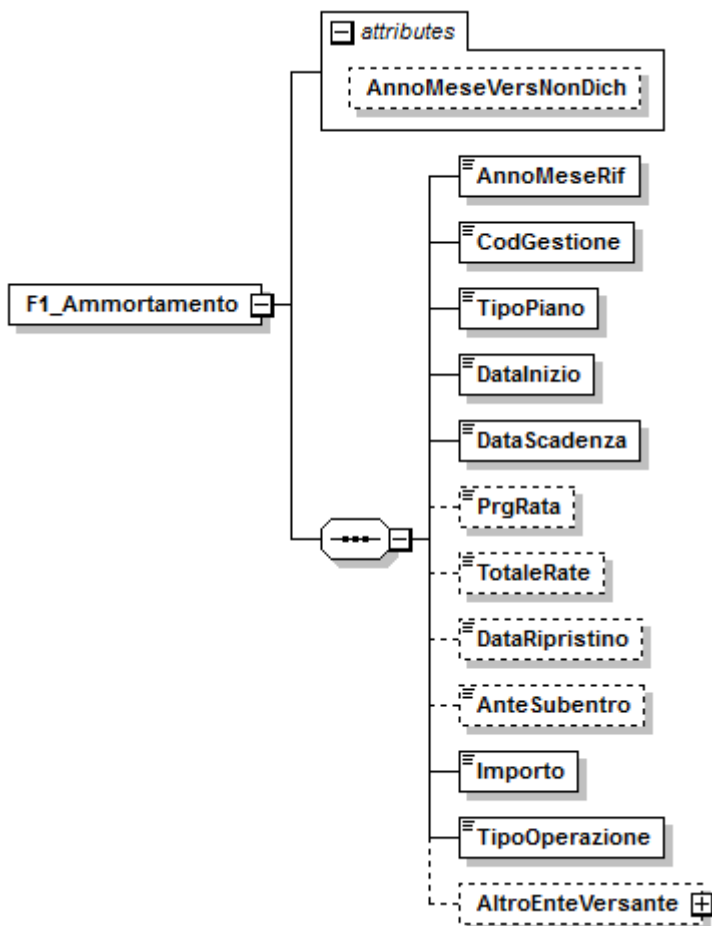 attributes
AnnoMeseVersNonDich
AnnoMeseRif
CodGestione
F1_Ammortamento
TipoPiano
DataInizio
DataScadenza
PrgRata
TotaleRate
DataRipristino
AnteSubentro
Importo
TipoOperazione
AltroEnteVersante